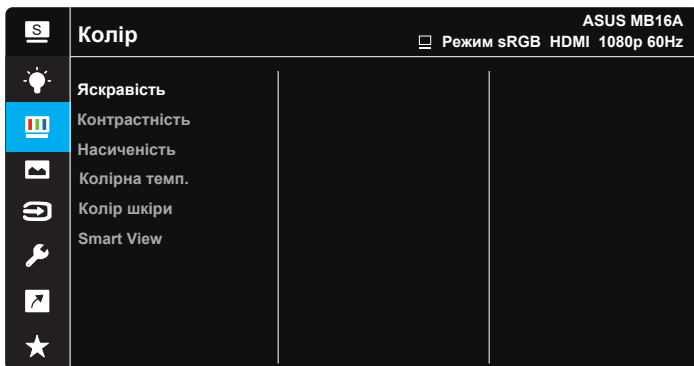 S
Колір
ASUS MB16A
Режим sRGB HDMI 1080p 60Hz
Яскравість
Контрастність
Насиченість
Колірна темп.
Колір шкіри
Smart View